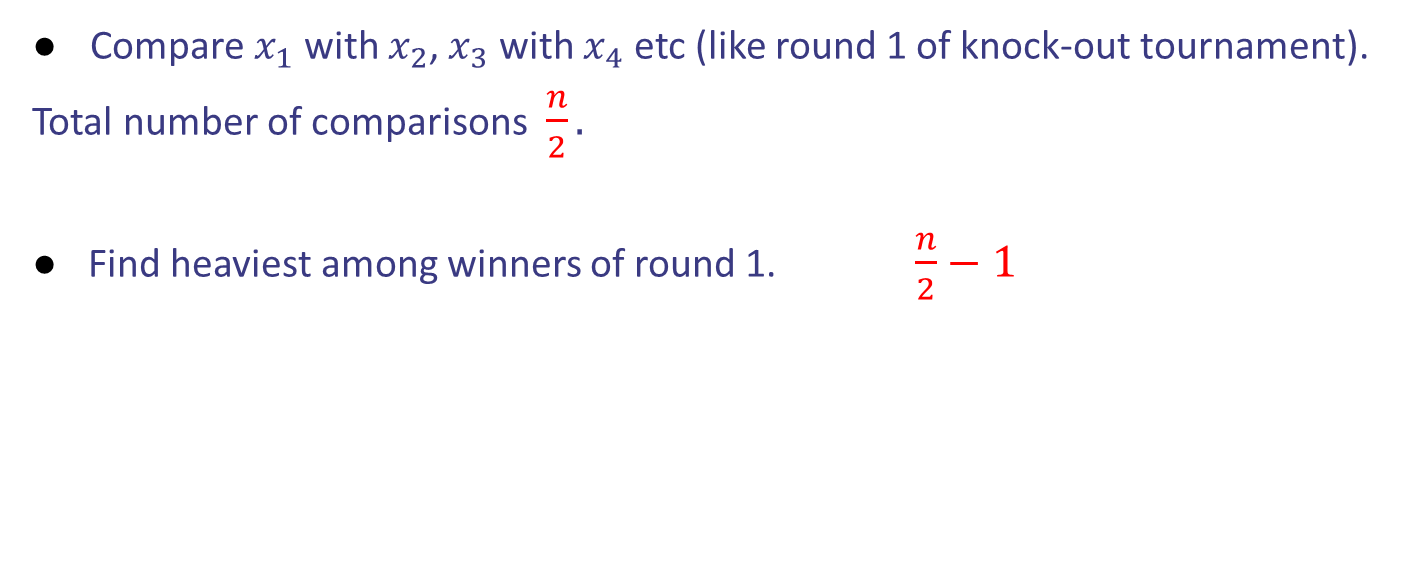 ● Compare x₁ with x₂, x₃ with x₄ etc (like round 1 of knock-out tournament).
Total number of comparisons n/2.
● Find heaviest among winners of round 1. n/2 − 1